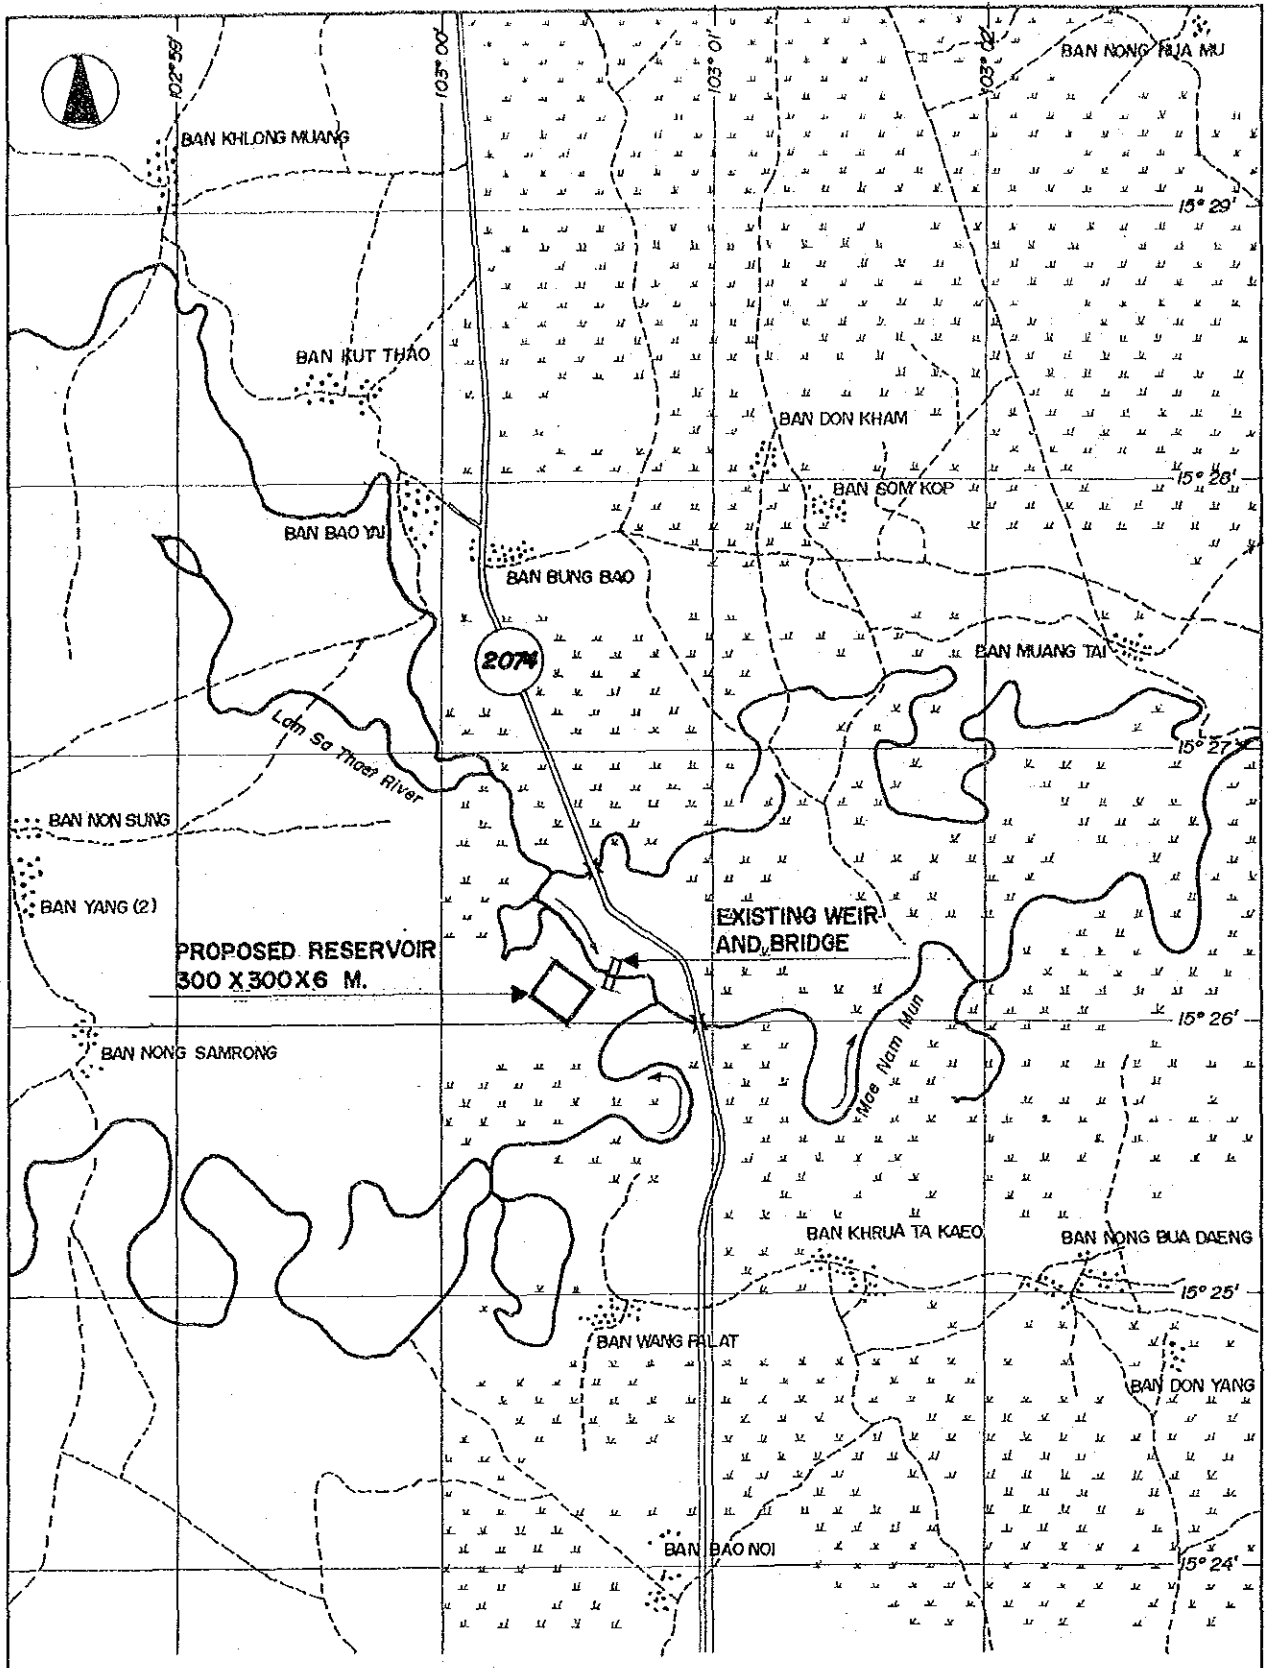 102° 59'
103° 00'
103° 01'
103° 02'
BAN NONG HUA MU
BAN KHLONG MUANG
15° 29'
BAN KUT THAO
BAN DON KHAM
15° 28'
BAN SOM KOP
BAN BAO YAI
BAN BUNG BAO
2074
BAN MUANG TAI
Lam Sa Thaet River
15° 27'
BAN NON SUNG
BAN YANG (2)
EXISTING WEIR
AND BRIDGE
PROPOSED RESERVOIR
300 X 300 X 6 M.
Mae Nam Mun
15° 26'
BAN NONG SAMRONG
BAN KHRUA TA KAEO
BAN NONG BUA DAENG
15° 25'
BAN WANG PALAT
BAN DON YANG
BAN BAO NOI
15° 24'